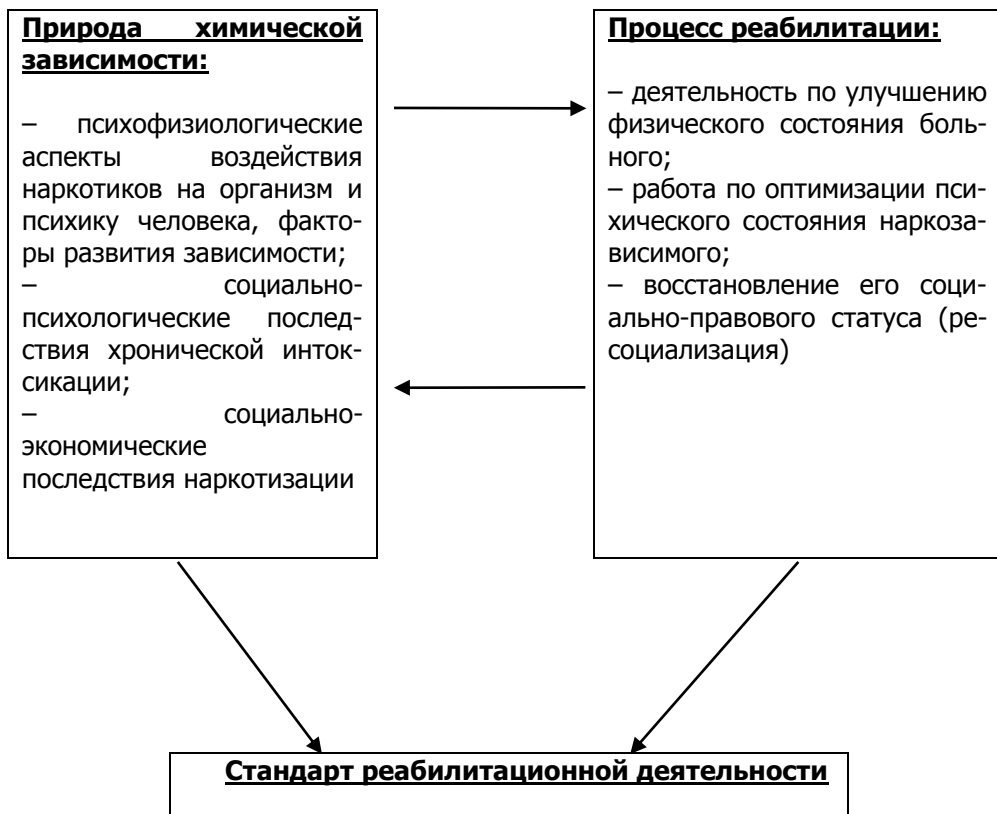 Природа химической
зависимости:
– психофизиологические
аспекты воздействия
наркотиков на организм и
психику человека, факто-
ры развития зависимости;
– социально-
психологические послед-
ствия хронической инток-
сикации;
– социально-
экономические
последствия наркотизации
Процесс реабилитации:
– деятельность по улучшению
физического состояния боль-
ного;
– работа по оптимизации пси-
хического состояния наркоза-
висимого;
– восстановление его соци-
ально-правового статуса (ре-
социализация)
Стандарт реабилитационной деятельности